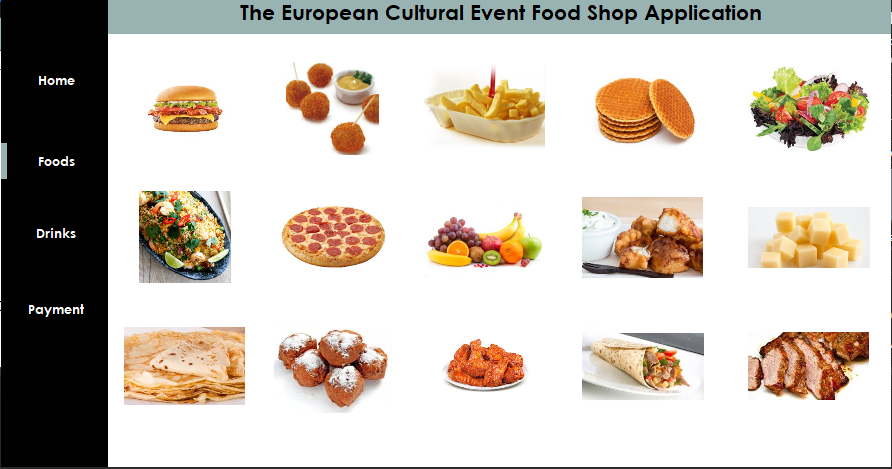 The European Cultural Event Food Shop Application
Home
Foods
Drinks
Payment